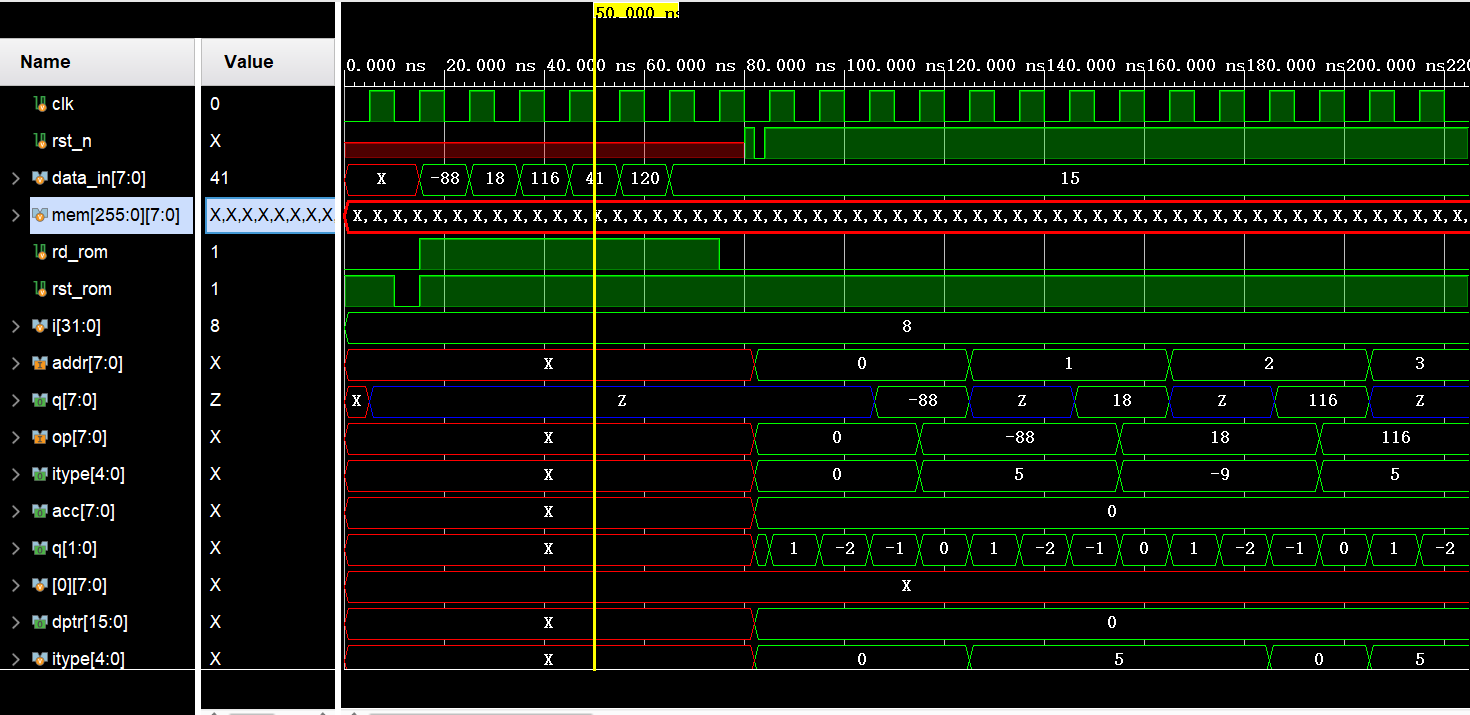 50.000 ns
Name Value
0.000 ns 20.000 ns 40.000 ns 60.000 ns 80.000 ns 100.000 ns 120.000 ns 140.000 ns 160.000 ns 180.000 ns 200.000 ns 220
clk 0
rst_n X
data_in[7:0] 41 X -88 18 116 41 120 15
mem[255:0][7:0] X,X,X,X,X,X,X,X X,X,X,X,X,X,X,X,X,X,X,X,X,X,X,X,X,X,X,X,X,X,X,X,X,X,X,X,X,X,X,X,X,X,X,X,X,X,X,X,X,X,X,X,X,X,
rd_rom 1
rst_rom 1
i[31:0] 8 8
addr[7:0] X X 0 1 2 3
q[7:0] Z X Z -88 Z 18 Z 116 Z
op[7:0] X X 0 -88 18 116
itype[4:0] X X 0 5 -9 5
acc[7:0] X X 0
q[1:0] X X 1 -2 -1 0 1 -2 -1 0 1 -2 -1 0 1 -2
[0][7:0] X X
dptr[15:0] X X 0
itype[4:0] X X 0 5 0 5